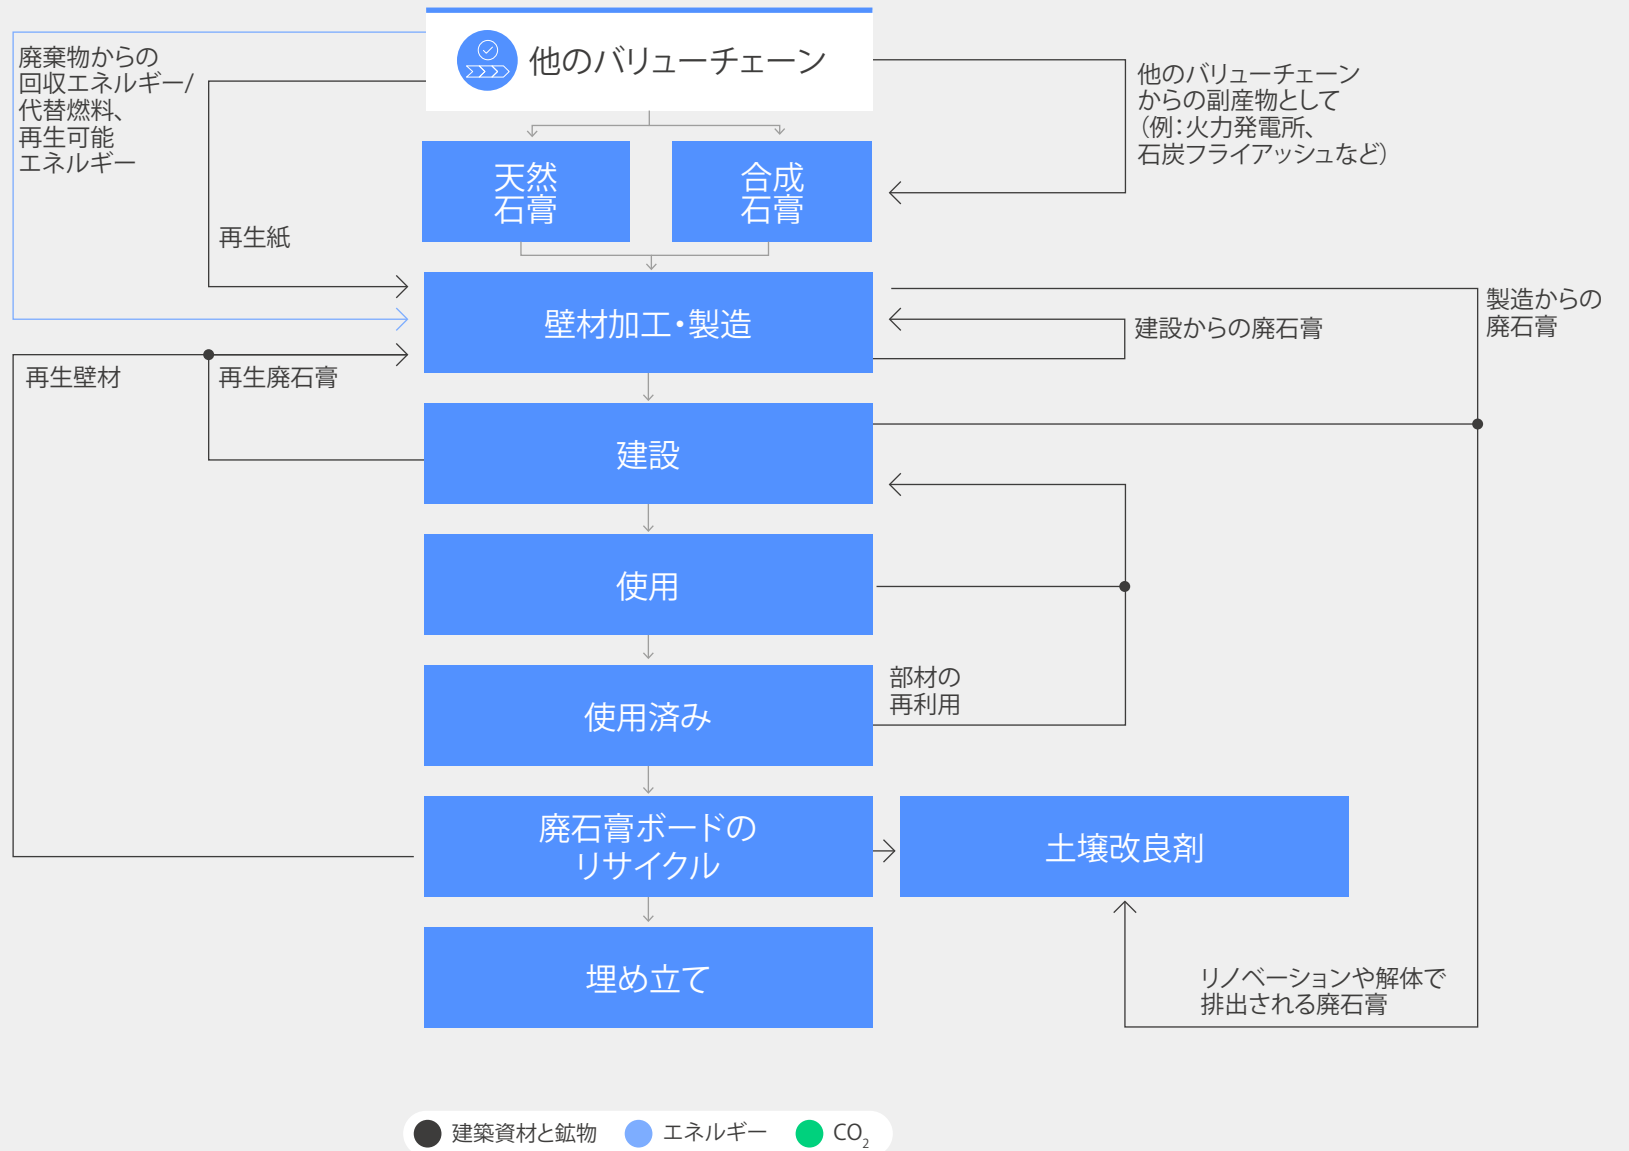 他のバリューチェーン
廃棄物からの
回収エネルギー/
代替燃料、
再生可能
エネルギー
他のバリューチェーン
からの副産物として
（例：火力発電所、
石炭フライアッシュなど）
天然
石膏
合成
石膏
再生紙
壁材加工・製造
建設からの廃石膏
製造からの
廃石膏
再生壁材
再生廃石膏
建設
使用
部材の
再利用
使用済み
廃石膏ボードの
リサイクル
土壌改良剤
埋め立て
リノベーションや解体で
排出される廃石膏
建築資材と鉱物
エネルギー
CO₂